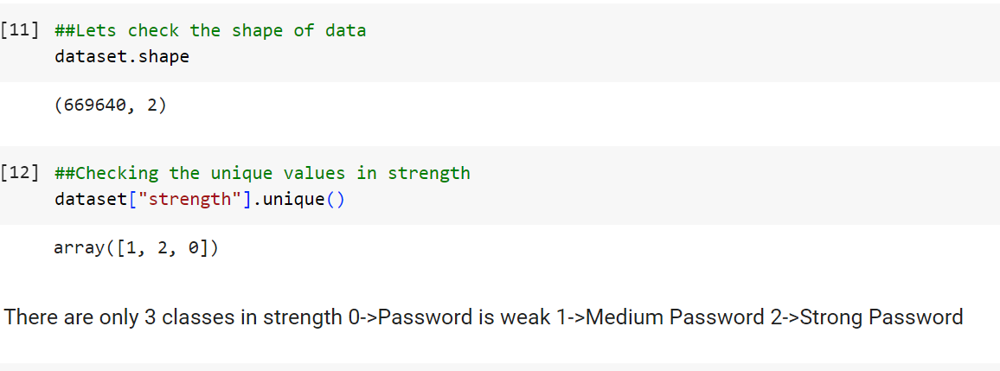 [11] ##Lets check the shape of data
dataset.shape
(669640, 2)
[12] ##Checking the unique values in strength
dataset["strength"].unique()
array([1, 2, 0])
There are only 3 classes in strength 0->Password is weak 1->Medium Password 2->Strong Password